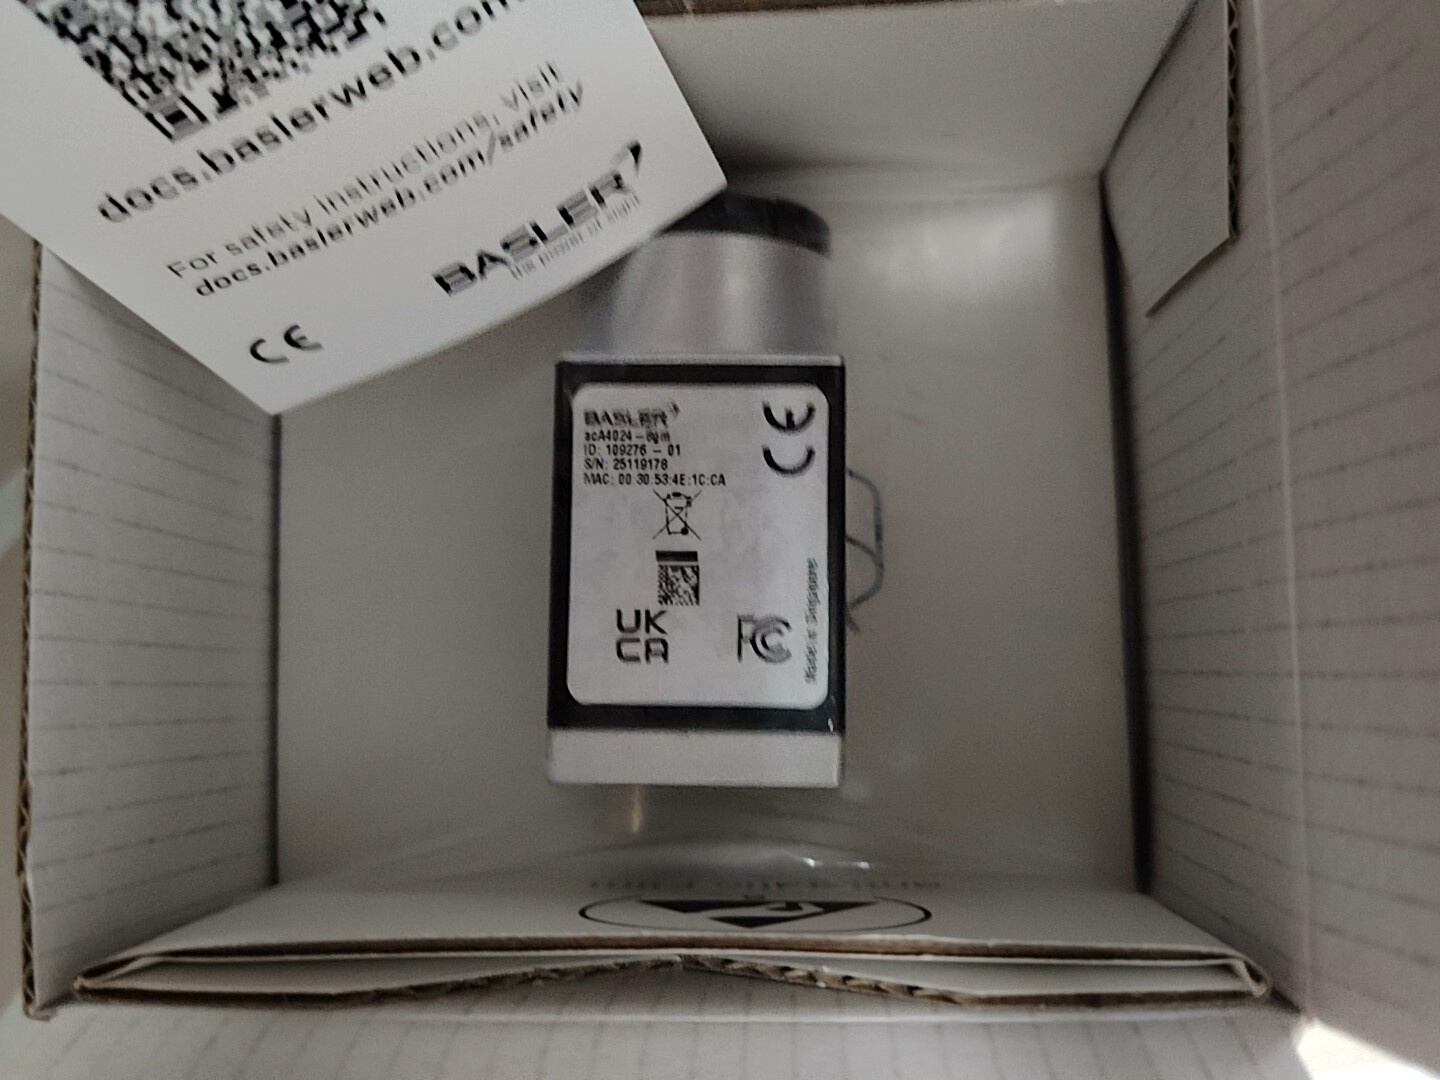 docs.baslerweb.com
For safety instructions, visit
docs.baslerweb.com/safety
BASLER
the power of sight
CE
BASLER
acA4024-8gm
ID: 109276-01
S/N: 25119178
MAC: 00:30:53:4E:1C:CA
CE
UK
CA
FC
Made in Singapore